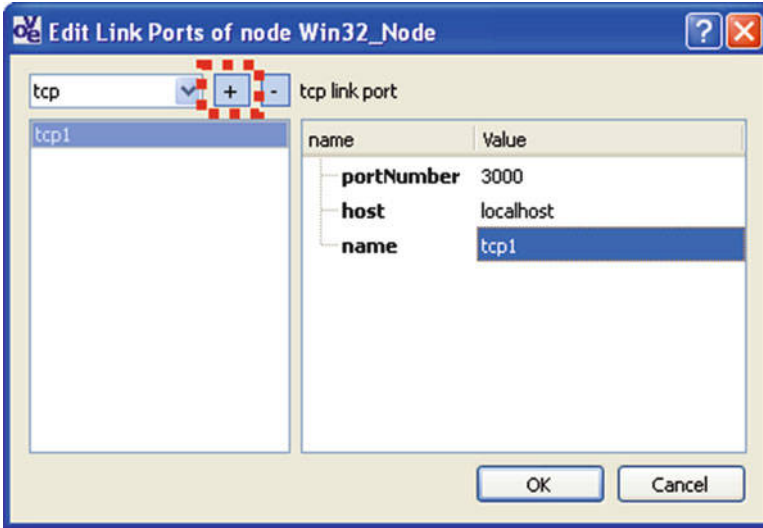 OVE Edit Link Ports of node Win32_Node ?
tcp + - tcp link port
tcp1
name Value
portNumber 3000
host localhost
name tcp1
OK Cancel